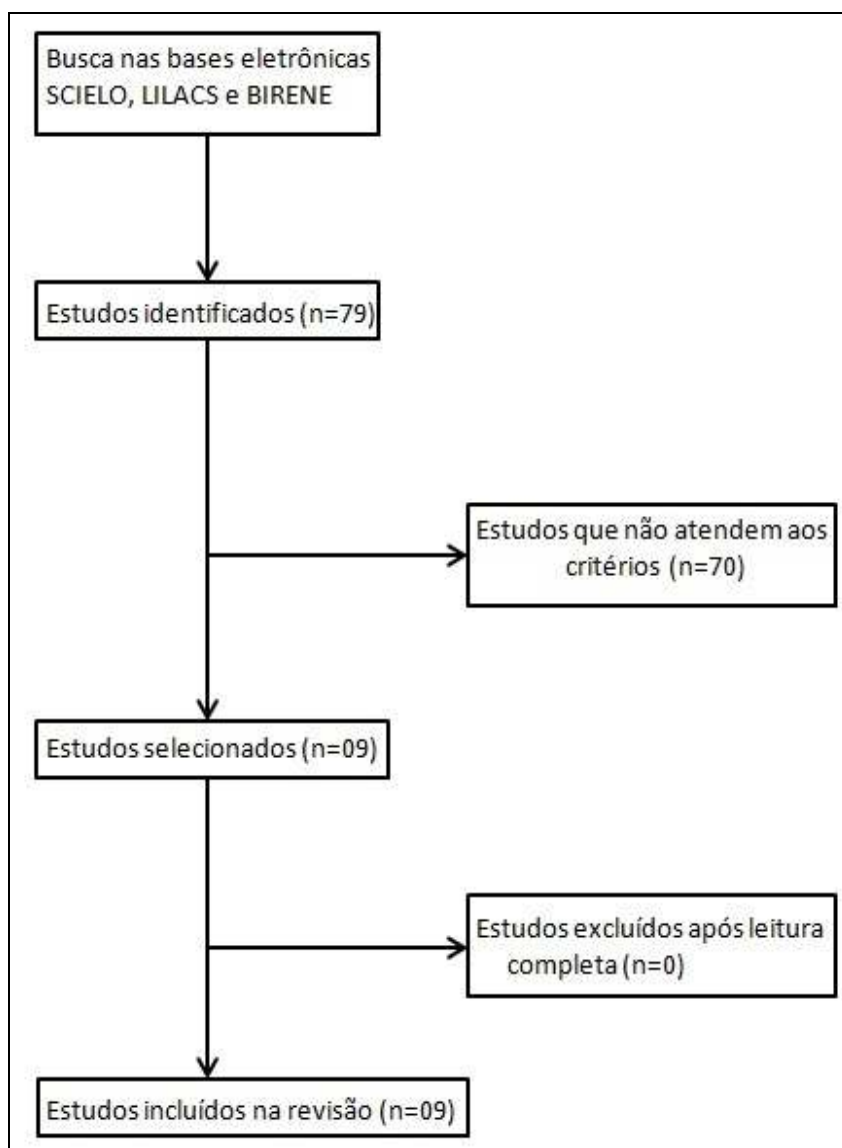 Busca nas bases eletrônicas
SCIELO, LILACS e BIRENE
Estudos identificados (n=79)
Estudos que não atendem aos
critérios (n=70)
Estudos selecionados (n=09)
Estudos excluídos após leitura
completa (n=0)
Estudos incluídos na revisão (n=09)